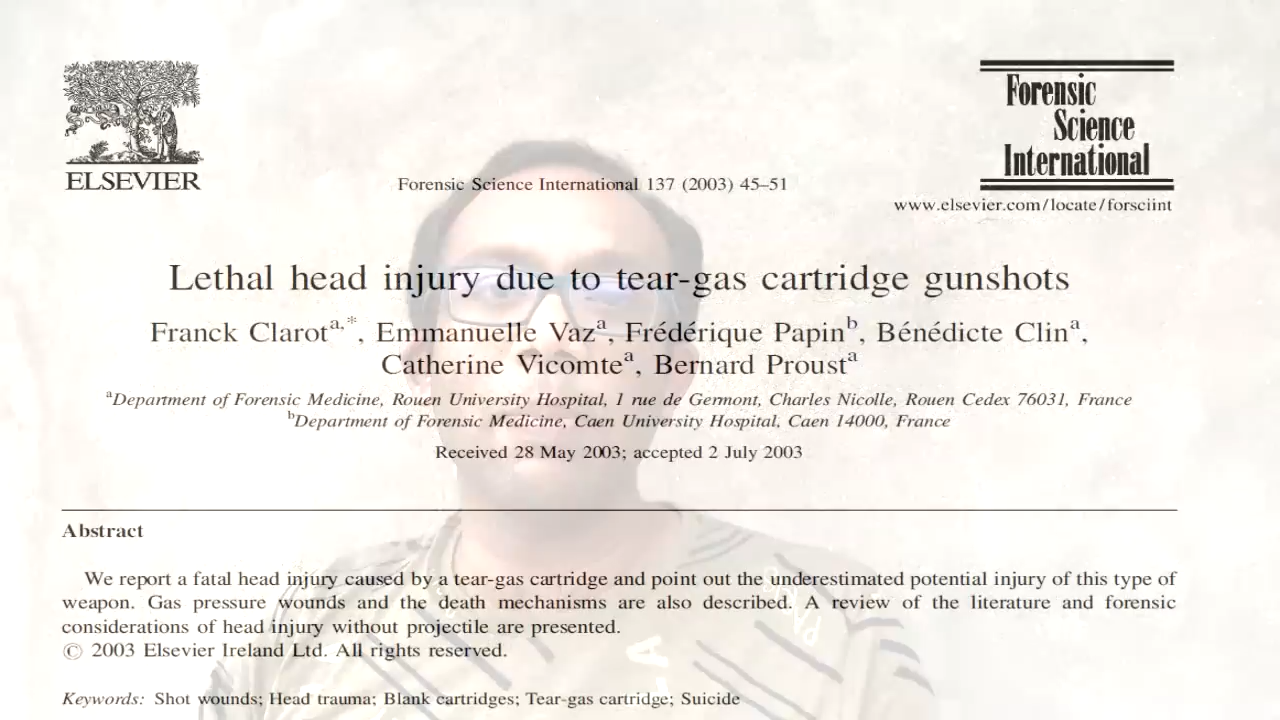 ELSEVIER
Forensic Science International 137 (2003) 45–51
Forensic
Science
International
www.elsevier.com/locate/forsciint
Lethal head injury due to tear-gas cartridge gunshots
Franck Clarot^a,*, Emmanuelle Vaz^a, Frédérique Papin^b, Bénédicte Clin^a,
Catherine Vicomte^a, Bernard Proust^a
^aDepartment of Forensic Medicine, Rouen University Hospital, 1 rue de Germont, Charles Nicolle, Rouen Cedex 76031, France
^bDepartment of Forensic Medicine, Caen University Hospital, Caen 14000, France
Received 28 May 2003; accepted 2 July 2003
Abstract
We report a fatal head injury caused by a tear-gas cartridge and point out the underestimated potential injury of this type of
weapon. Gas pressure wounds and the death mechanisms are also described. A review of the literature and forensic
considerations of head injury without projectile are presented.
© 2003 Elsevier Ireland Ltd. All rights reserved.
Keywords: Shot wounds; Head trauma; Blank cartridges; Tear-gas cartridge; Suicide